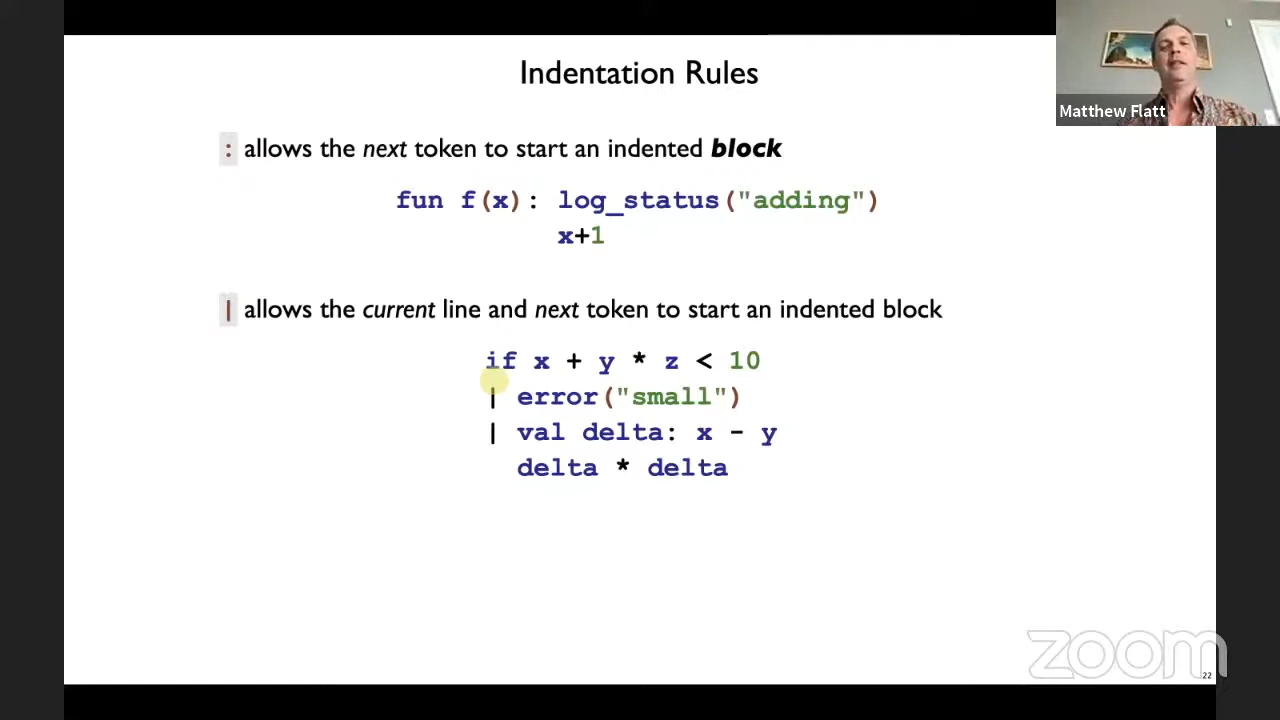 Indentation Rules
Matthew Flatt
: allows the next token to start an indented block
fun f(x): log_status("adding")
x+1
| allows the current line and next token to start an indented block
if x + y * z < 10
| error("small")
| val delta: x - y
delta * delta
zoom
22